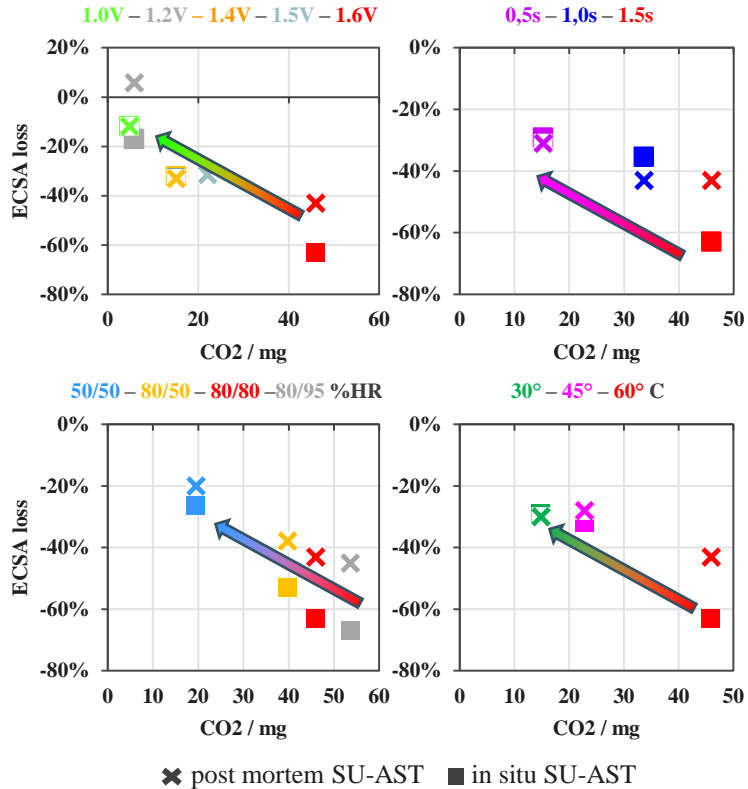 1.0V – 1.2V – 1.4V – 1.5V – 1.6V
20%
0%
-20%
-40%
-60%
-80%
0 20 40 60
ECSA loss
CO2 / mg
0,5s – 1,0s – 1.5s
0%
-20%
-40%
-60%
-80%
0 10 20 30 40 50
CO2 / mg
50/50 – 80/50 – 80/80 –80/95 %HR
0%
-20%
-40%
-60%
-80%
0 10 20 30 40 50 60
ECSA loss
CO2 / mg
30° – 45° – 60° C
0%
-20%
-40%
-60%
-80%
0 10 20 30 40 50
CO2 / mg
post mortem SU-AST in situ SU-AST